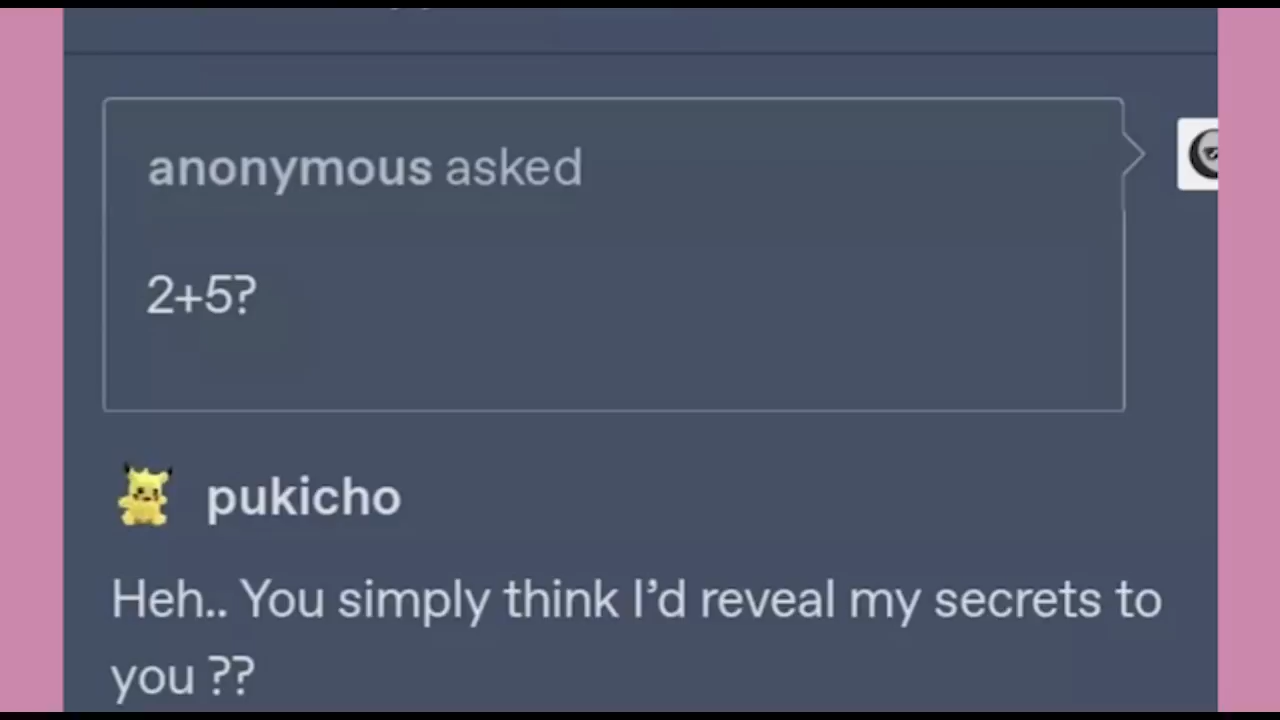 anonymous asked
2+5?
pukicho
Heh.. You simply think I’d reveal my secrets to
you ??